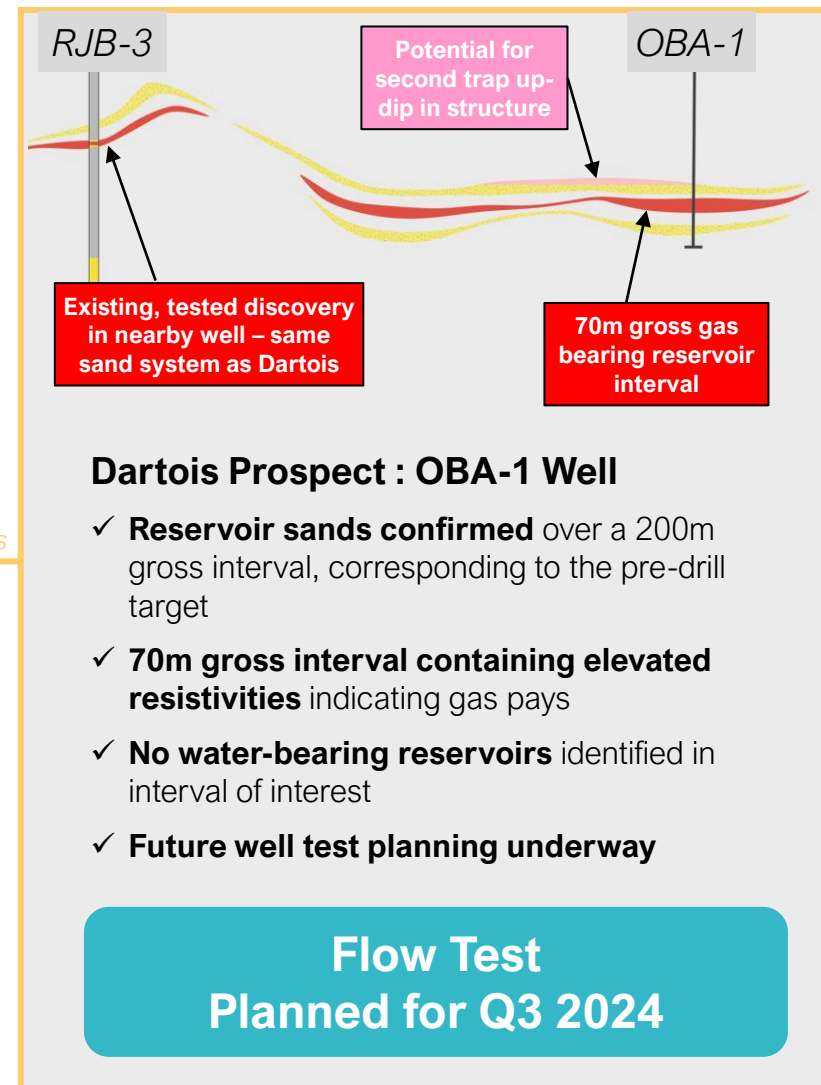 RJB-3
OBA-1
Potential for
second trap up-
dip in structure
Existing, tested discovery
in nearby well – same
sand system as Dartois
70m gross gas
bearing reservoir
interval
Dartois Prospect : OBA-1 Well
✓ Reservoir sands confirmed over a 200m
gross interval, corresponding to the pre-drill
target
✓ 70m gross interval containing elevated
resistivities indicating gas pays
✓ No water-bearing reservoirs identified in
interval of interest
✓ Future well test planning underway
Flow Test
Planned for Q3 2024